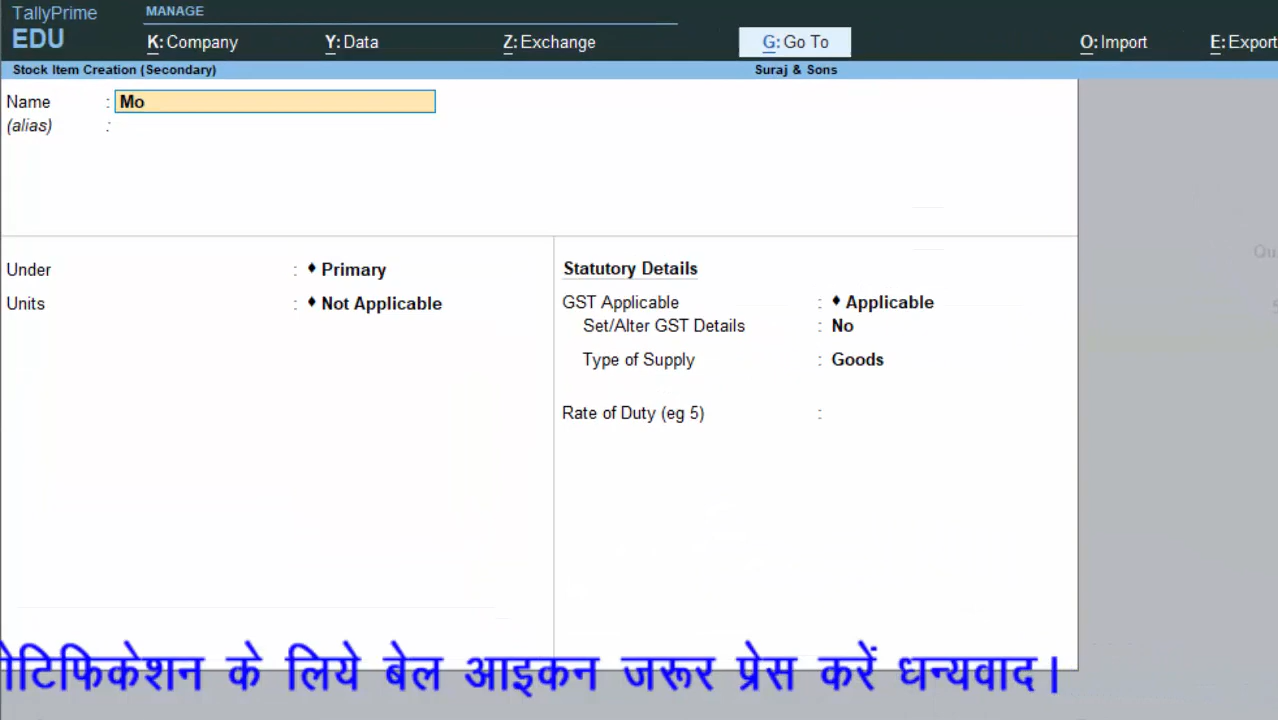 TallyPrime MANAGE
EDU K: Company Y: Data Z: Exchange G: Go To O: Import E: Export
Stock Item Creation (Secondary) Suraj & Sons
Name : Mo
(alias) :
Under : ♦ Primary
Units : ♦ Not Applicable
Statutory Details
GST Applicable : ♦ Applicable
Set/Alter GST Details : No
Type of Supply : Goods
Rate of Duty (eg 5) :
के लिये बेल आइकन जरूर प्रेस करें धन्यवाद।